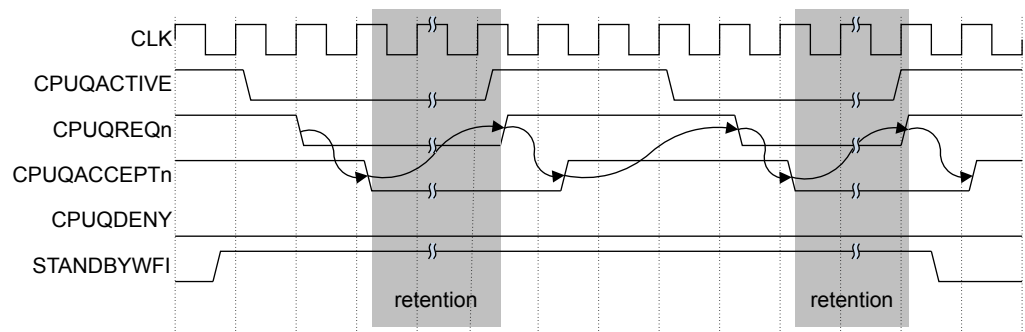 CLK
CPUQACTIVE
CPUQREQn
CPUQACCEPTn
CPUQDENY
STANDBYWFI
retention
retention